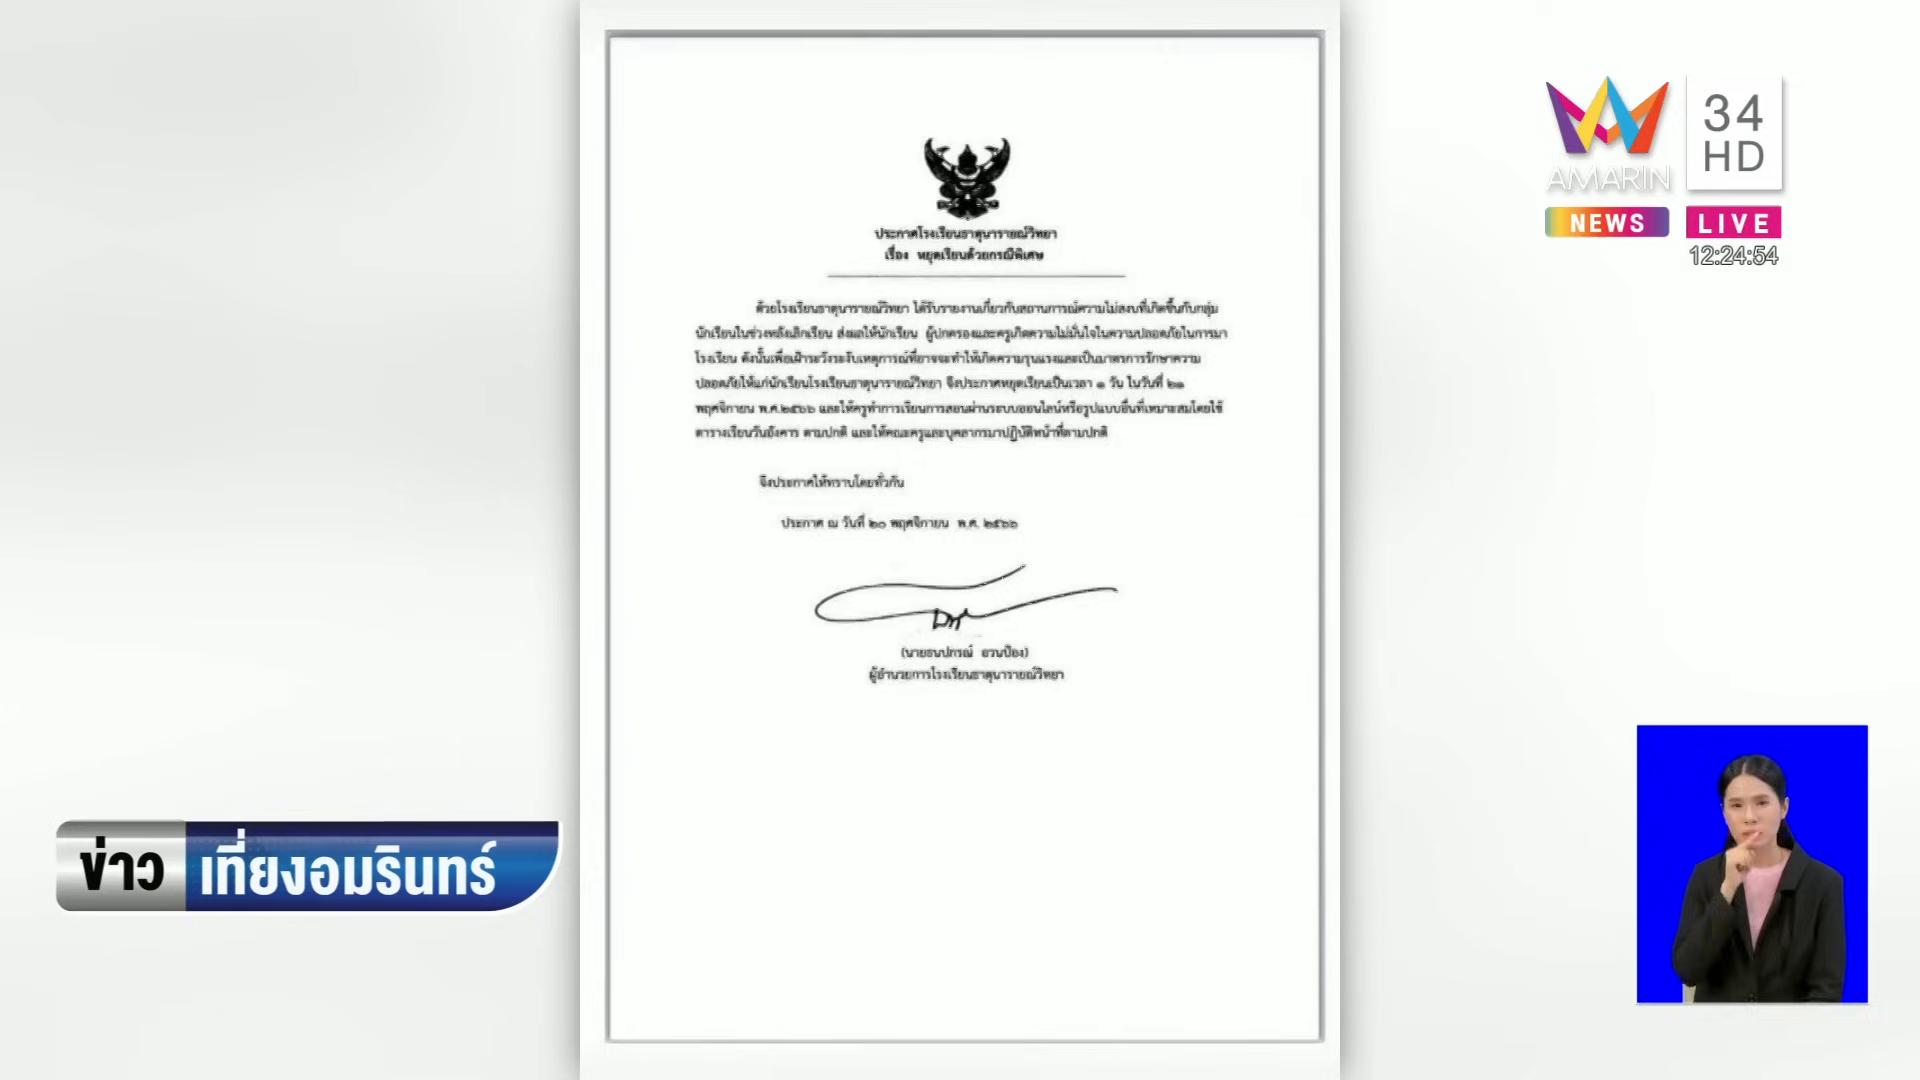 ประกาศโรงเรียนธาตุนารายณ์วิทยา
เรื่อง หยุดเรียนด้วยกรณีพิเศษ
ด้วยโรงเรียนธาตุนารายณ์วิทยา ได้รับรายงานเกี่ยวกับสถานการณ์ความไม่สงบที่เกิดขึ้นกับกลุ่ม
นักเรียนในช่วงหลังเลิกเรียน ส่งผลให้นักเรียน ผู้ปกครองและครูเกิดความไม่มั่นใจในความปลอดภัยในการมา
โรงเรียน ดังนั้นเพื่อเฝ้าระวังระงับเหตุการณ์ที่อาจจะทำให้เกิดความรุนแรงและเป็นมาตรการรักษาความ
ปลอดภัยให้แก่นักเรียนโรงเรียนธาตุนารายณ์วิทยา จึงประกาศหยุดเรียนเป็นเวลา ๑ วัน ในวันที่ ๒๑
พฤศจิกายน พ.ศ.๒๕๖๖ และให้ครูทำการเรียนการสอนผ่านระบบออนไลน์หรือรูปแบบอื่นที่เหมาะสมโดยใช้
ตารางเรียนวันอังคาร ตามปกติ และให้คณะครูและบุคลากรมาปฏิบัติหน้าที่ตามปกติ
จึงประกาศให้ทราบโดยทั่วกัน
ประกาศ ณ วันที่ ๒๐ พฤศจิกายน พ.ศ. ๒๕๖๖
(นายธนปกรณ์ อวนป้อง)
ผู้อำนวยการโรงเรียนธาตุนารายณ์วิทยา
AMARIN
34
HD
NEWS
LIVE
12:24:54
ข่าว เที่ยงอมรินทร์